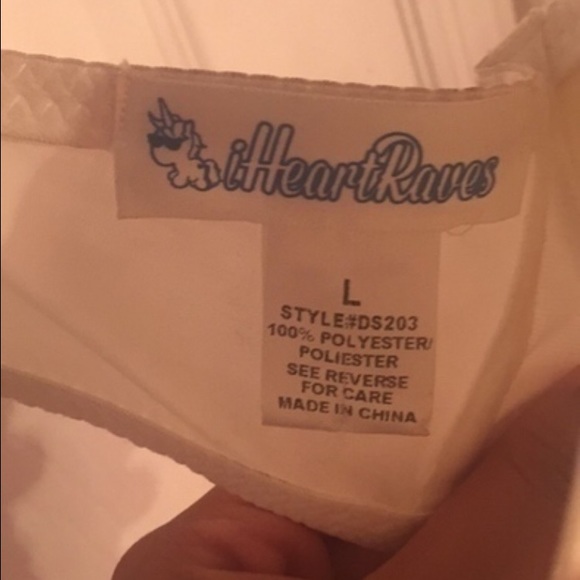 iHeartRaves
L
STYLE#DS203
100% POLYESTER/
POLIESTER
SEE REVERSE
FOR CARE
MADE IN CHINA